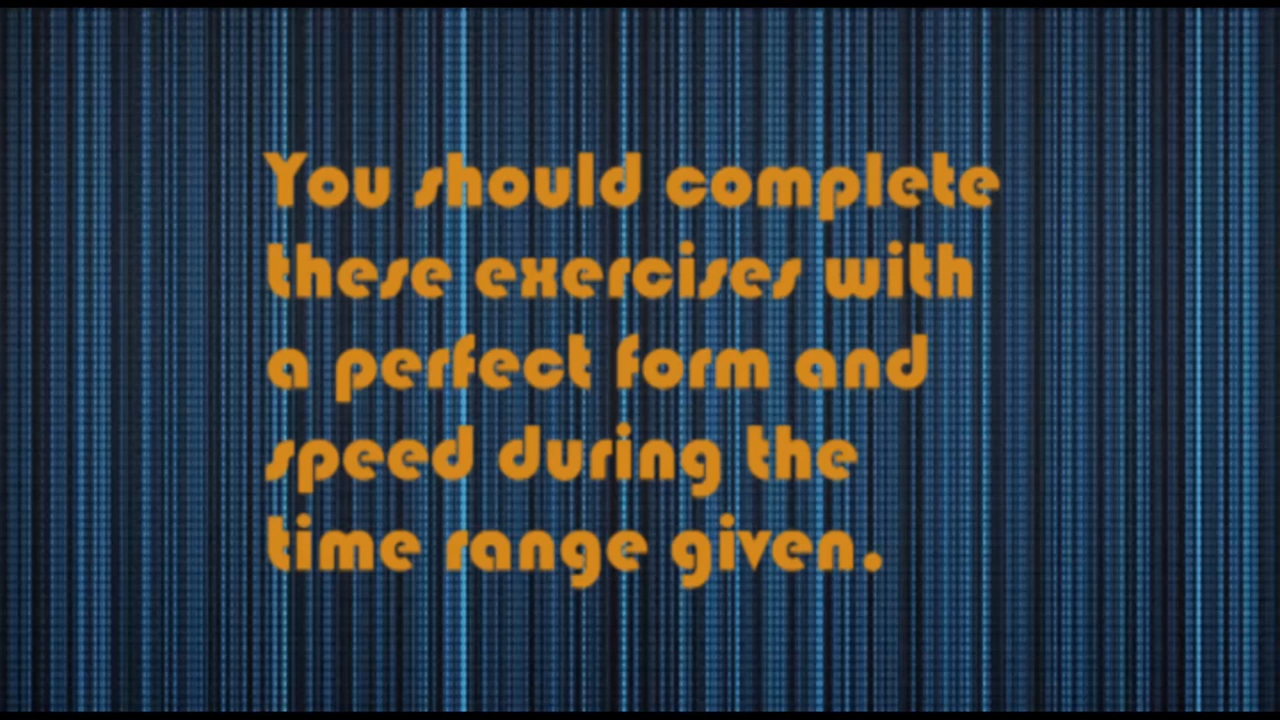 You should complete
these exercises with
a perfect form and
speed during the
time range given.